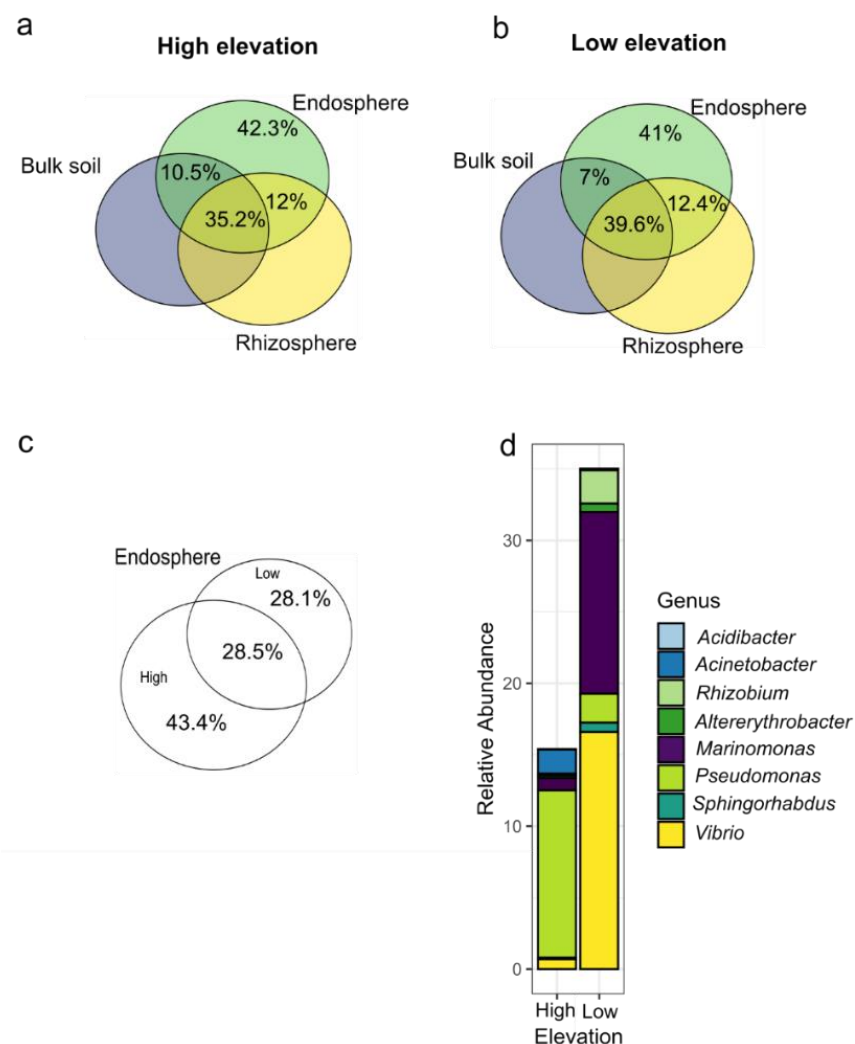 a
High elevation
Endosphere
42.3%
Bulk soil
10.5%
12%
35.2%
Rhizosphere
b
Low elevation
Endosphere
41%
Bulk soil
7%
12.4%
39.6%
Rhizosphere
c
Endosphere
Low
28.1%
28.5%
High
43.4%
d
30
20
10
0
Relative Abundance
High Low
Elevation
Genus
Acidibacter
Acinetobacter
Rhizobium
Altererythrobacter
Marinomonas
Pseudomonas
Sphingorhabdus
Vibrio